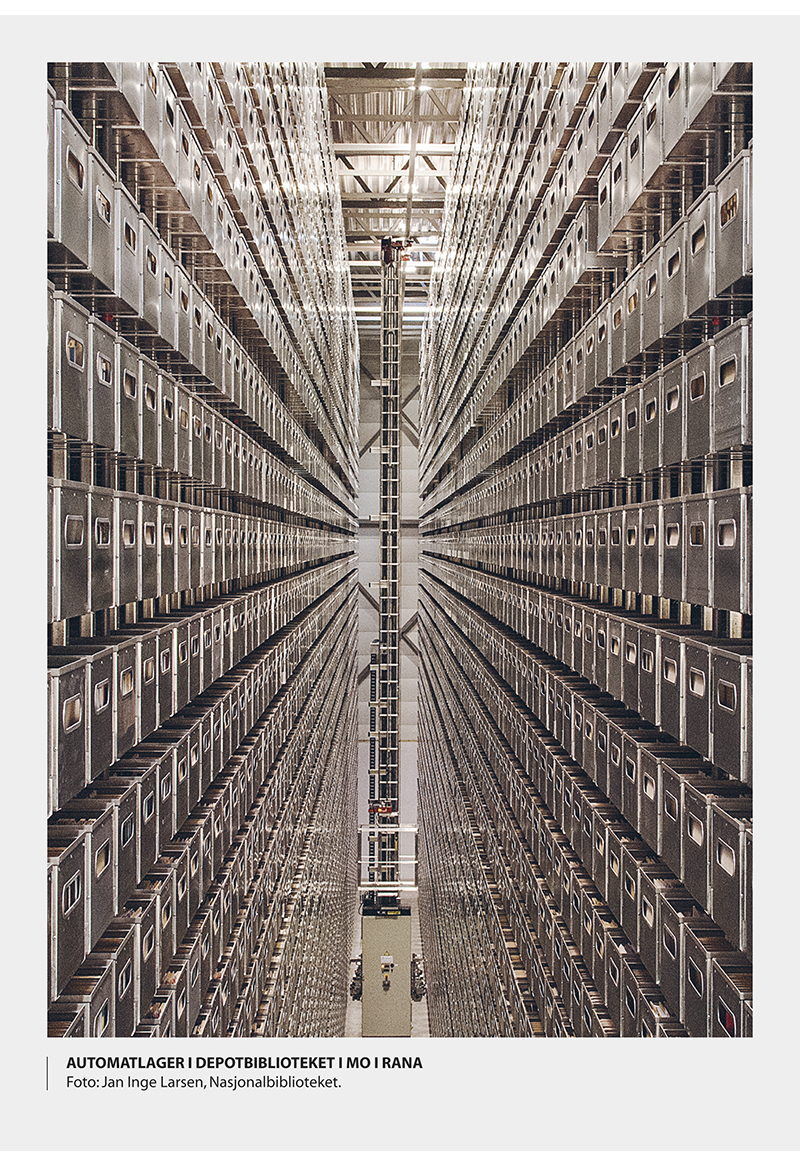 AUTOMATLAGER I DEPOTBIBLIOTEKET I MO I RANA
Foto: Jan Inge Larsen, Nasjonalbiblioteket.